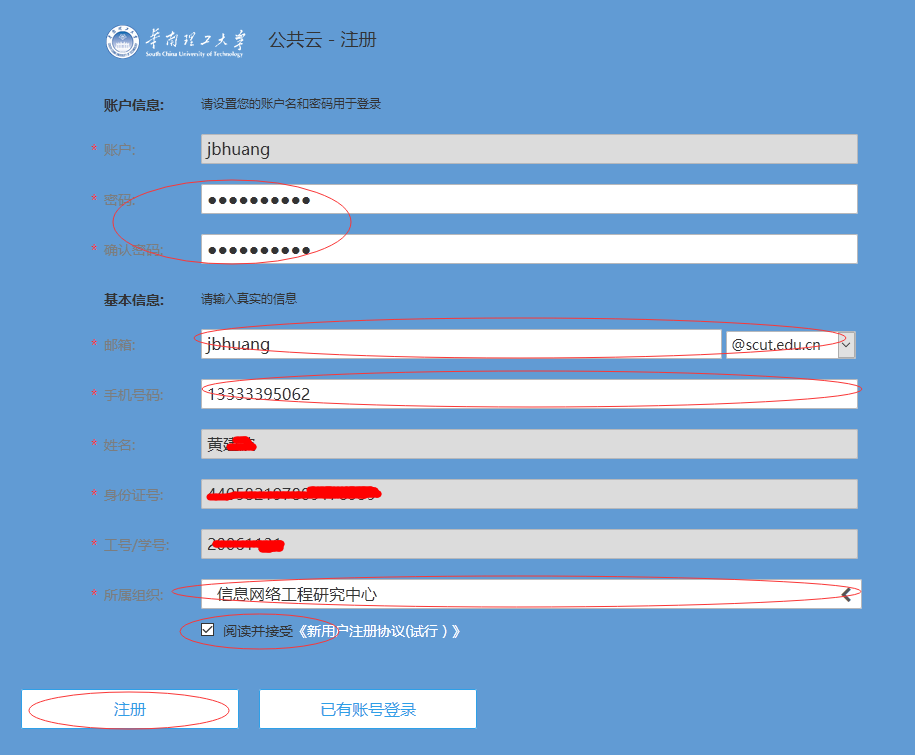 華南理工大学 公共云 - 注册
South China University of Technology
账户信息: 请设置您的账户名和密码用于登录
* 账户: jbhuang
* 密码: ●●●●●●●●●●
* 确认密码: ●●●●●●●●●●
基本信息: 请输入真实的信息
* 邮箱: jbhuang @scut.edu.cn
* 手机号码: 13333395062
* 姓名: 黄
* 身份证号:
* 工号/学号:
* 所属组织: 信息网络工程研究中心
阅读并接受《新用户注册协议(试行）》
注册 已有账号登录